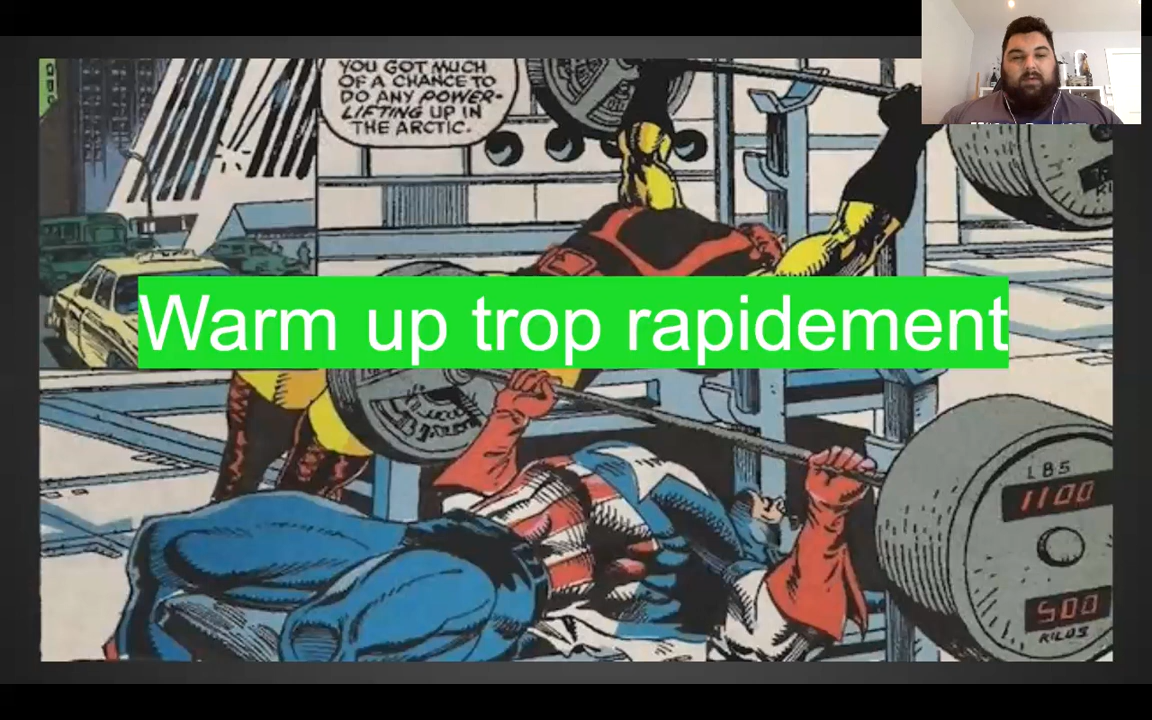 YOU GOT MUCH
OF A CHANCE TO
DO ANY POWER-
LIFTING UP IN
THE ARCTIC.
Warm up trop rapidement
LBS
1100
500
KILOS